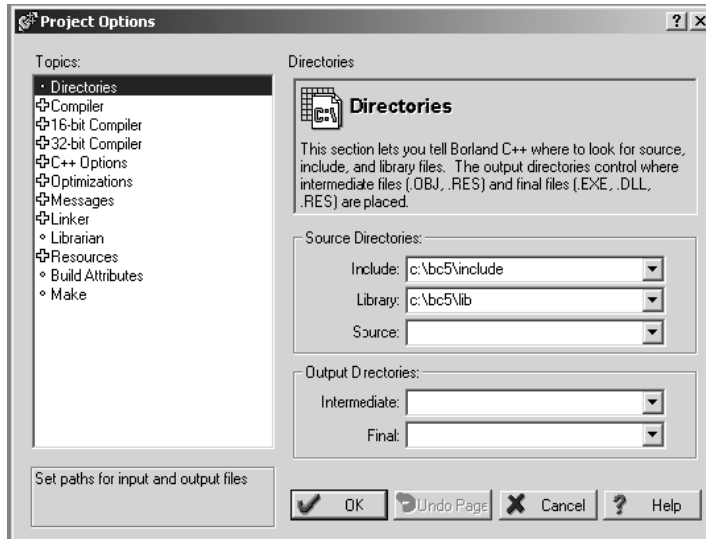 Project Options
Topics:
Directories
Compiler
16-bit Compiler
32-bit Compiler
C++ Options
Optimizations
Messages
Linker
Librarian
Resources
Build Attributes
Make
Set paths for input and output files
Directories
C:\
Directories
This section lets you tell Borland C++ where to look for source,
include, and library files. The output directories control where
intermediate files (.OBJ, .RES) and final files (.EXE, .DLL,
.RES) are placed.
Source Directories:
Include: c:\bc5\include
Library: c:\bc5\lib
Source:
Output Directories:
Intermediate:
Final:
OK Undo Page Cancel ? Help